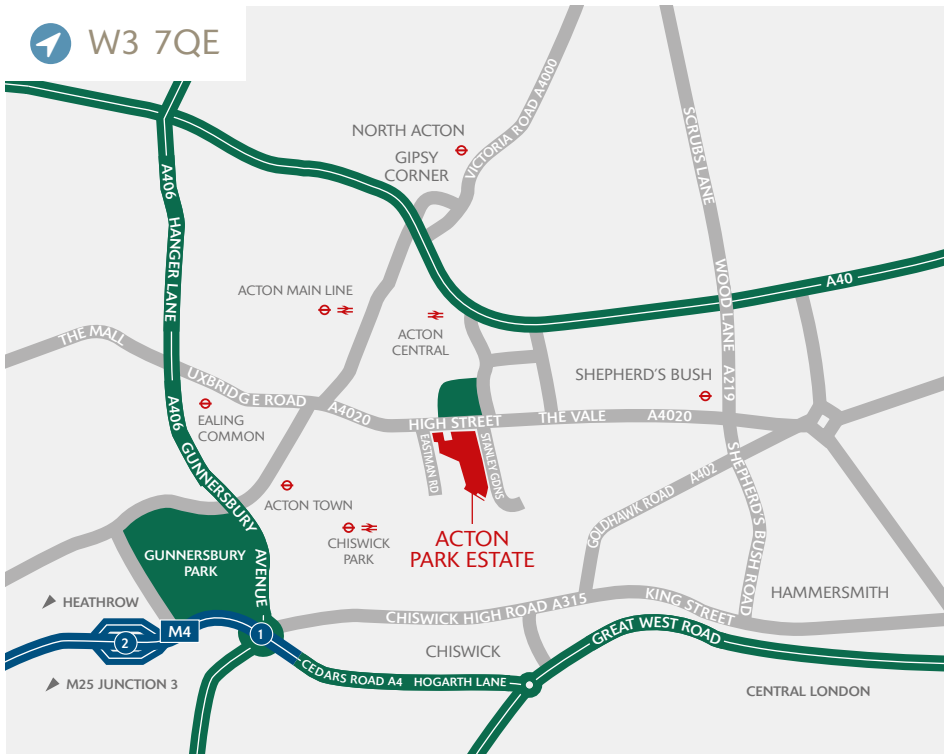 W3 7QE
NORTH ACTON
GIPSY
CORNER
VICTORIA ROAD A4000
SCRUBS LANE
A406
HANGER LANE
WOOD LANE A219
A40
ACTON MAIN LINE
ACTON
CENTRAL
THE MALL
UXBRIDGE ROAD
A4020
SHEPHERD'S BUSH
A406
EALING
COMMON
HIGH STREET
THE VALE
A4020
EASTMAN RD
STANLEY GDNS
GUNNERSBURY
AVENUE
ACTON TOWN
CHISWICK
PARK
ACTON
PARK ESTATE
GOLDHAWK ROAD
A402
SHEPHERD'S BUSH ROAD
GUNNERSBURY
PARK
HEATHROW
M4
2
1
CHISWICK HIGH ROAD A315
KING STREET
HAMMERSMITH
CHISWICK
GREAT WEST ROAD
M25 JUNCTION 3
CEDARS ROAD A4
HOGARTH LANE
CENTRAL LONDON